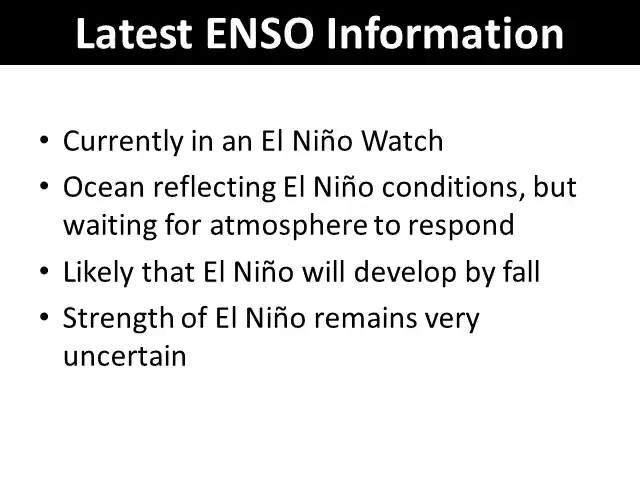 Latest ENSO Information
• Currently in an El Niño Watch
• Ocean reflecting El Niño conditions, but
waiting for atmosphere to respond
• Likely that El Niño will develop by fall
• Strength of El Niño remains very
uncertain